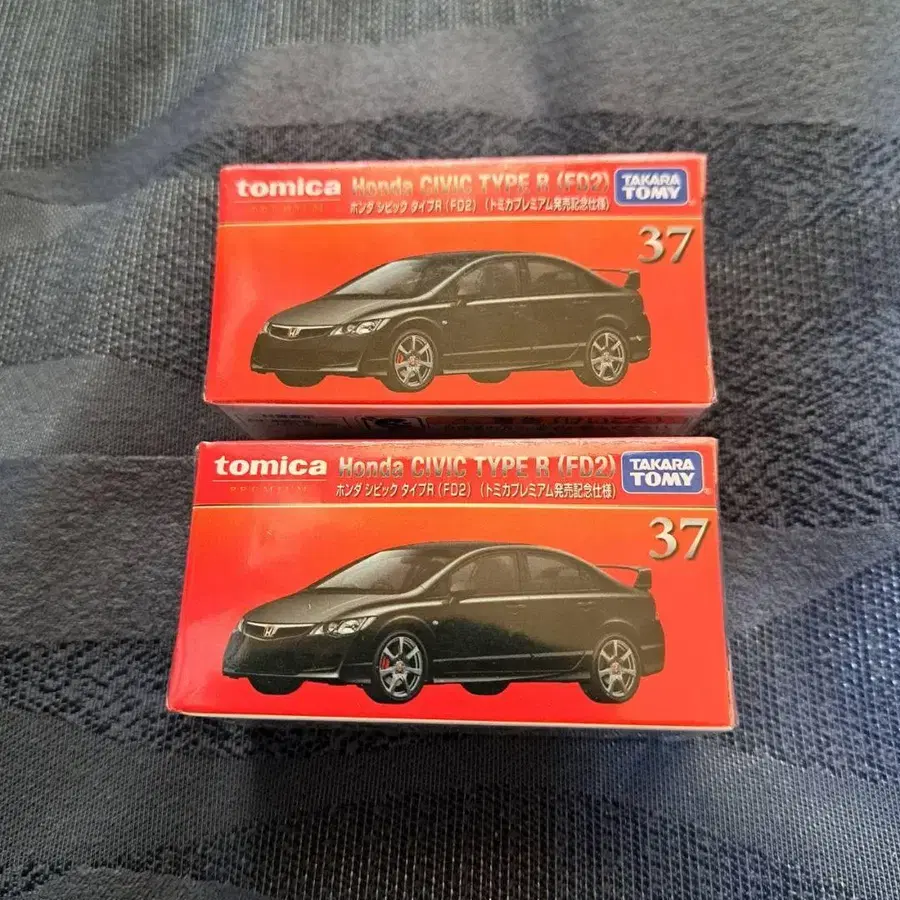 tomica
PREMIUM
Honda CIVIC TYPE R (FD2)
ホンダ シビック タイプR (FD2) (トミカプレミアム発売記念仕様)
TAKARA
TOMY
37
tomica
PREMIUM
Honda CIVIC TYPE R (FD2)
ホンダ シビック タイプR (FD2) (トミカプレミアム発売記念仕様)
TAKARA
TOMY
37